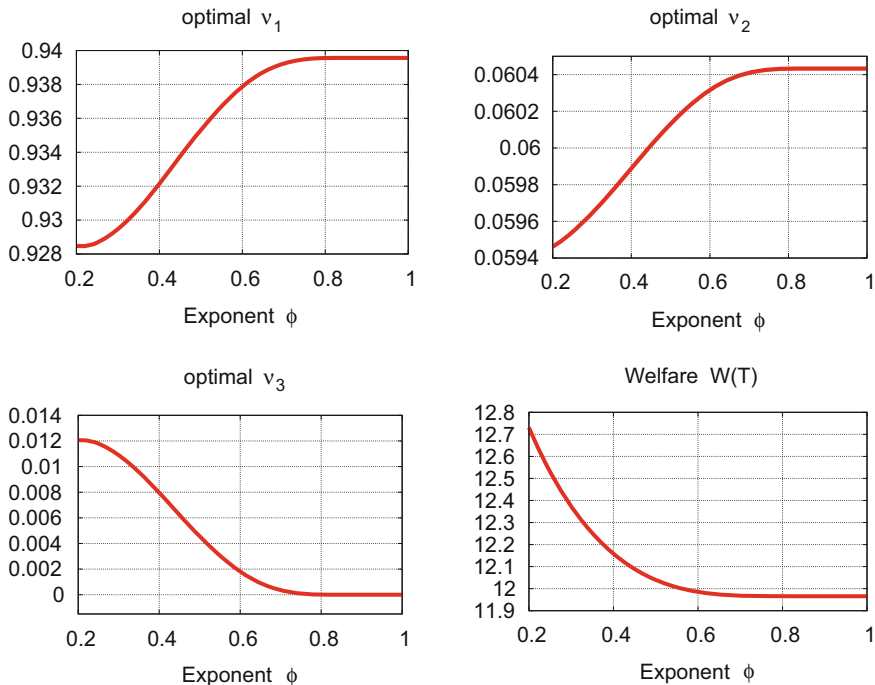 optimal ν1
0.94
0.938
0.936
0.934
0.932
0.93
0.928
0.2 0.4 0.6 0.8 1
Exponent ϕ
optimal ν2
0.0604
0.0602
0.06
0.0598
0.0596
0.0594
0.2 0.4 0.6 0.8 1
Exponent ϕ
optimal ν3
0.014
0.012
0.01
0.008
0.006
0.004
0.002
0
0.2 0.4 0.6 0.8 1
Exponent ϕ
Welfare W(T)
12.8
12.7
12.6
12.5
12.4
12.3
12.2
12.1
12
11.9
0.2 0.4 0.6 0.8 1
Exponent ϕ